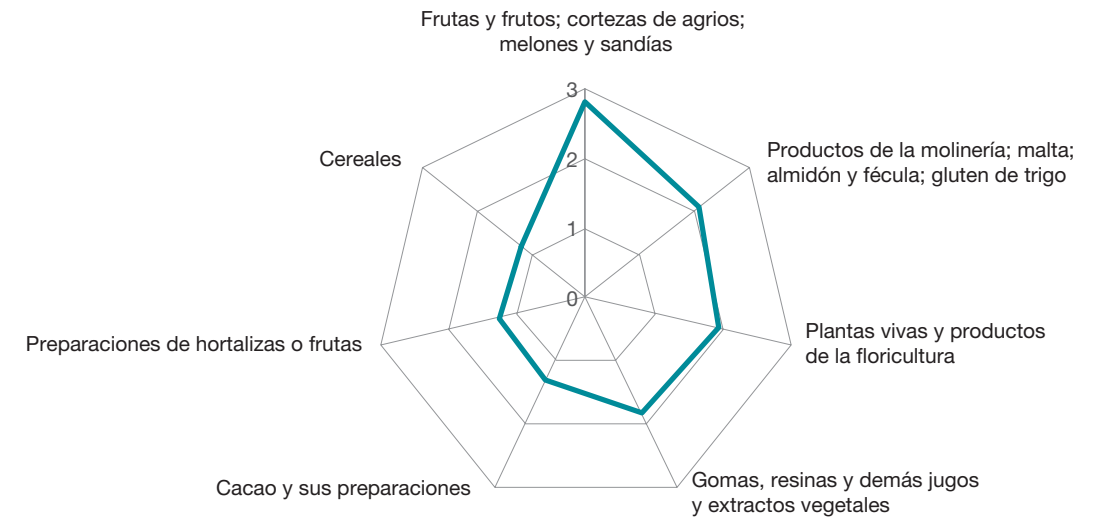 Frutas y frutos; cortezas de agrios;
melones y sandías
3
2
1
0
Productos de la molinería; malta;
almidón y fécula; gluten de trigo
Plantas vivas y productos
de la floricultura
Gomas, resinas y demás jugos
y extractos vegetales
Cacao y sus preparaciones
Preparaciones de hortalizas o frutas
Cereales